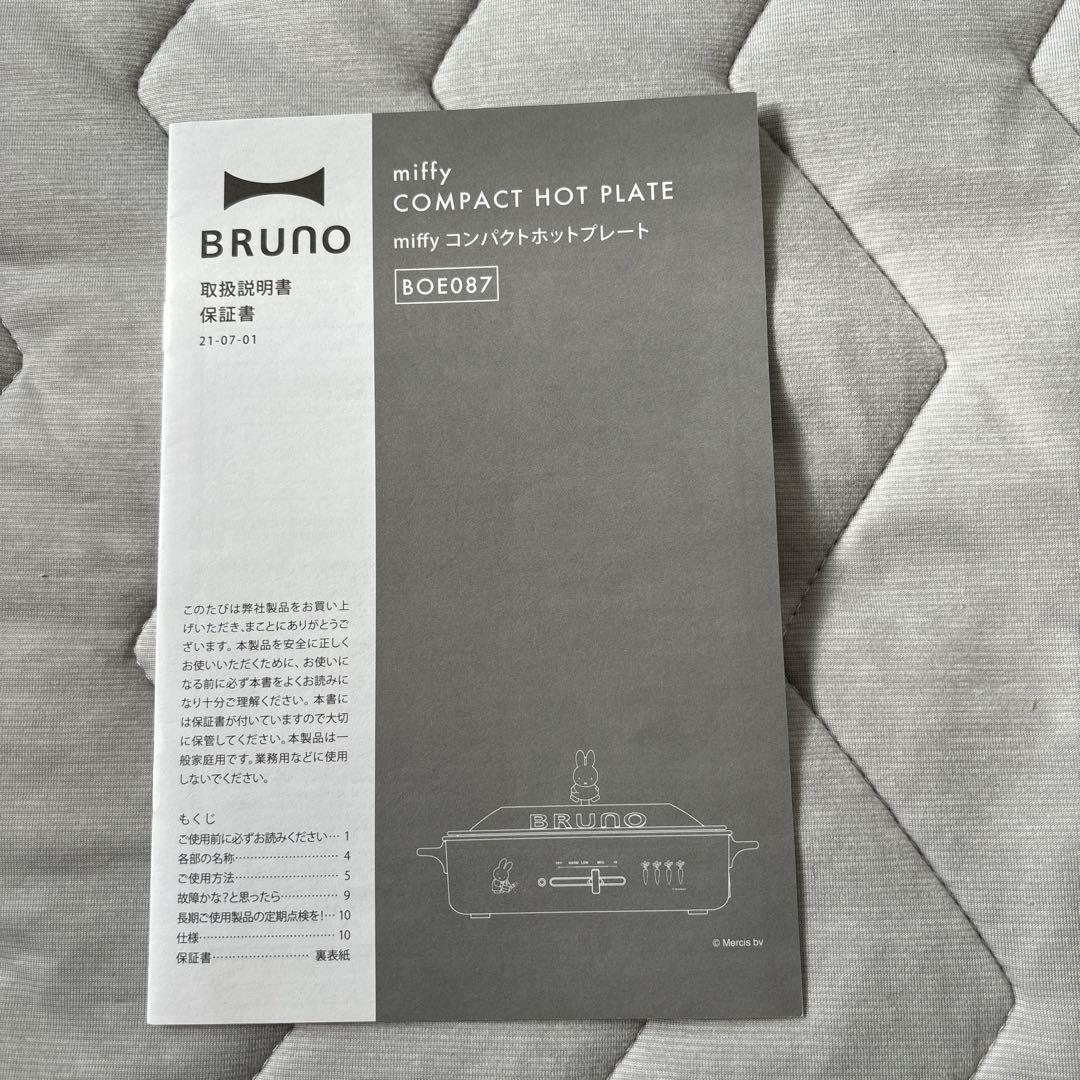 BRUNO
取扱説明書
保証書
21-07-01
miffy
COMPACT HOT PLATE
miffy コンパクトホットプレート
BOE087
このたびは弊社製品をお買い上
げいただき、まことにありがとうご
ざいます。本製品を安全に正しく
お使いいただくために、お使いに
なる前に必ず本書をよくお読みに
なり十分ご理解ください。本書に
は保証書が付いていますので大切
に保管してください。本製品は一
般家庭用です。業務用などに使用
しないでください。
もくじ
ご使用前に必ずお読みください… 1
各部の名称………………………… 4
ご使用方法………………………… 5
故障かな?と思ったら…………… 9
長期ご使用製品の定期点検を!… 10
仕様………………………………… 10
保証書……………………… 裏表紙
BRUNO
OFF WARM LOW MED HI
© Mercis bv